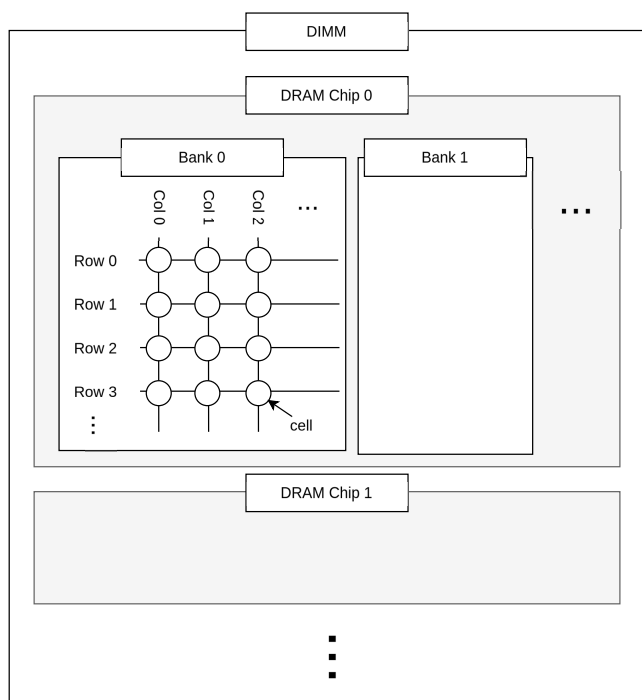 DIMM
DRAM Chip 0
Bank 0
Bank 1
Col 0
Col 1
Col 2
...
...
Row 0
Row 1
Row 2
Row 3
cell
...
DRAM Chip 1
...